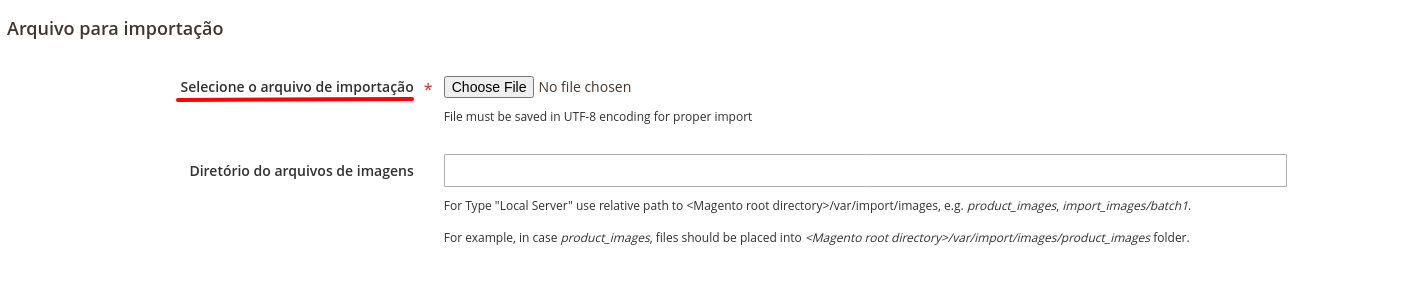 Arquivo para importação
Selecione o arquivo de importação * Choose File No file chosen
File must be saved in UTF-8 encoding for proper import
Diretório do arquivos de imagens
For Type "Local Server" use relative path to <Magento root directory>/var/import/images, e.g. product_images, import_images/batch1.
For example, in case product_images, files should be placed into <Magento root directory>/var/import/images/product_images folder.